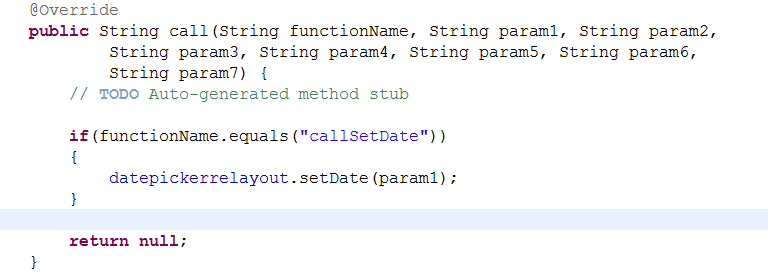 @Override
public String call(String functionName, String param1, String param2,
String param3, String param4, String param5, String param6,
String param7) {
// TODO Auto-generated method stub
if(functionName.equals("callSetDate"))
{
datepickerrelayout.setDate(param1);
}
return null;
}